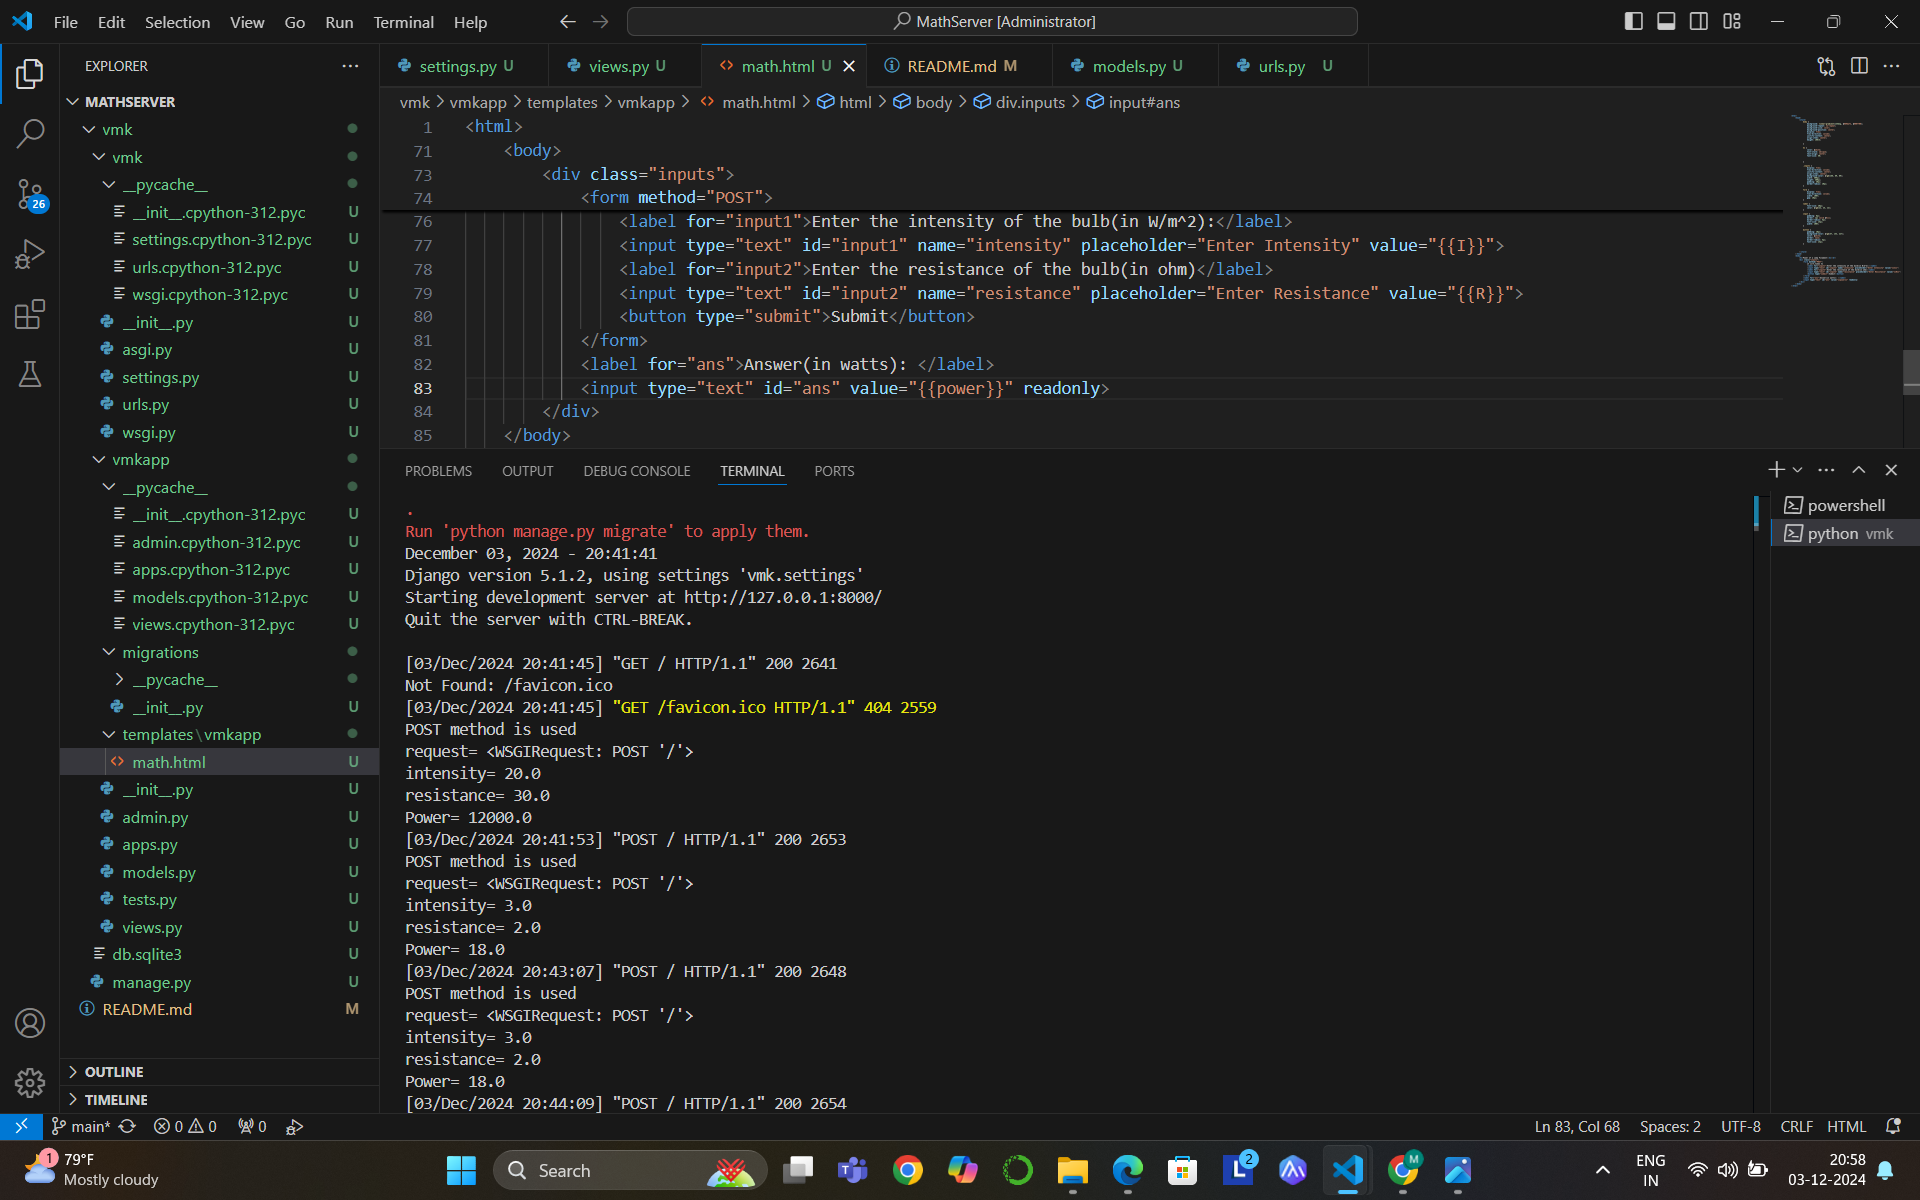 File Edit Selection View Go Run Terminal Help
MathServer [Administrator]
EXPLORER
MATHSERVER
vmk
vmk
__pycache__
__init__.cpython-312.pyc U
settings.cpython-312.pyc U
urls.cpython-312.pyc U
wsgi.cpython-312.pyc U
__init__.py U
asgi.py U
settings.py U
urls.py U
wsgi.py U
vmkapp
__pycache__
__init__.cpython-312.pyc U
admin.cpython-312.pyc U
apps.cpython-312.pyc U
models.cpython-312.pyc U
views.cpython-312.pyc U
migrations
__pycache__
__init__.py U
templates\vmkapp
math.html U
__init__.py U
admin.py U
apps.py U
models.py U
tests.py U
views.py U
db.sqlite3 U
manage.py U
README.md M
OUTLINE
TIMELINE
26
settings.py U views.py U math.html U README.md M models.py U urls.py U
vmk > vmkapp > templates > vmkapp > math.html > html > body > div.inputs > input#ans
1 <html>
71 <body>
73 <div class="inputs">
74 <form method="POST">
76 <label for="input1">Enter the intensity of the bulb(in W/m^2):</label>
77 <input type="text" id="input1" name="intensity" placeholder="Enter Intensity" value="{{I}}">
78 <label for="input2">Enter the resistance of the bulb(in ohm)</label>
79 <input type="text" id="input2" name="resistance" placeholder="Enter Resistance" value="{{R}}">
80 <button type="submit">Submit</button>
81 </form>
82 <label for="ans">Answer(in watts): </label>
83 <input type="text" id="ans" value="{{power}}" readonly>
84 </div>
85 </body>
PROBLEMS OUTPUT DEBUG CONSOLE TERMINAL PORTS
powershell
python vmk
.
Run 'python manage.py migrate' to apply them.
December 03, 2024 - 20:41:41
Django version 5.1.2, using settings 'vmk.settings'
Starting development server at http://127.0.0.1:8000/
Quit the server with CTRL-BREAK.
[03/Dec/2024 20:41:45] "GET / HTTP/1.1" 200 2641
Not Found: /favicon.ico
[03/Dec/2024 20:41:45] "GET /favicon.ico HTTP/1.1" 404 2559
POST method is used
request= <WSGIRequest: POST '/'>
intensity= 20.0
resistance= 30.0
Power= 12000.0
[03/Dec/2024 20:41:53] "POST / HTTP/1.1" 200 2653
POST method is used
request= <WSGIRequest: POST '/'>
intensity= 3.0
resistance= 2.0
Power= 18.0
[03/Dec/2024 20:43:07] "POST / HTTP/1.1" 200 2648
POST method is used
request= <WSGIRequest: POST '/'>
intensity= 3.0
resistance= 2.0
Power= 18.0
[03/Dec/2024 20:44:09] "POST / HTTP/1.1" 200 2654
main* 0 0 0
Ln 83, Col 68 Spaces: 2 UTF-8 CRLF HTML
1
79°F
Mostly cloudy
Search
2
M
ENG
IN
20:58
03-12-2024